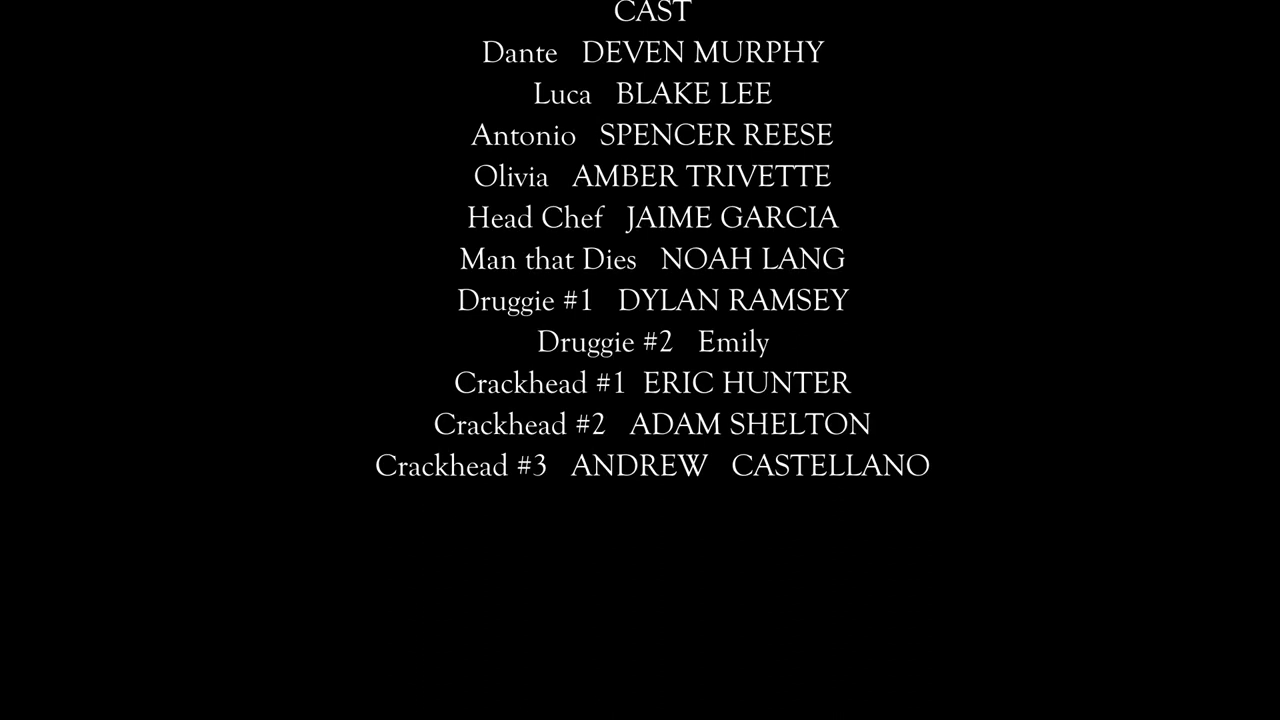 CAST
Dante DEVEN MURPHY
Luca BLAKE LEE
Antonio SPENCER REESE
Olivia AMBER TRIVETTE
Head Chef JAIME GARCIA
Man that Dies NOAH LANG
Druggie #1 DYLAN RAMSEY
Druggie #2 Emily
Crackhead #1 ERIC HUNTER
Crackhead #2 ADAM SHELTON
Crackhead #3 ANDREW CASTELLANO